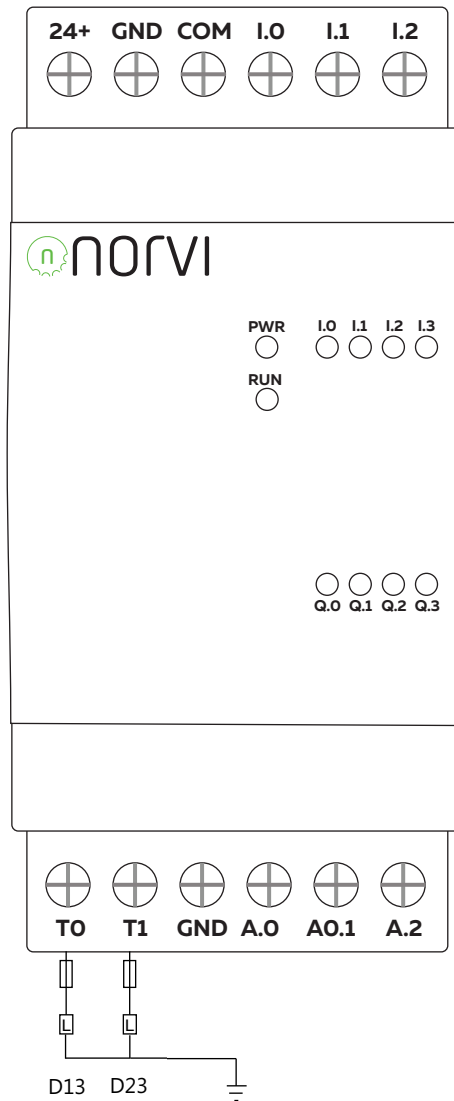 24+ GND COM I.0 I.1 I.2
norvi
PWR I.0 I.1 I.2 I.3
RUN
Q.0 Q.1 Q.2 Q.3
T0 T1 GND A.0 A0.1 A.2
L L
D13 D23